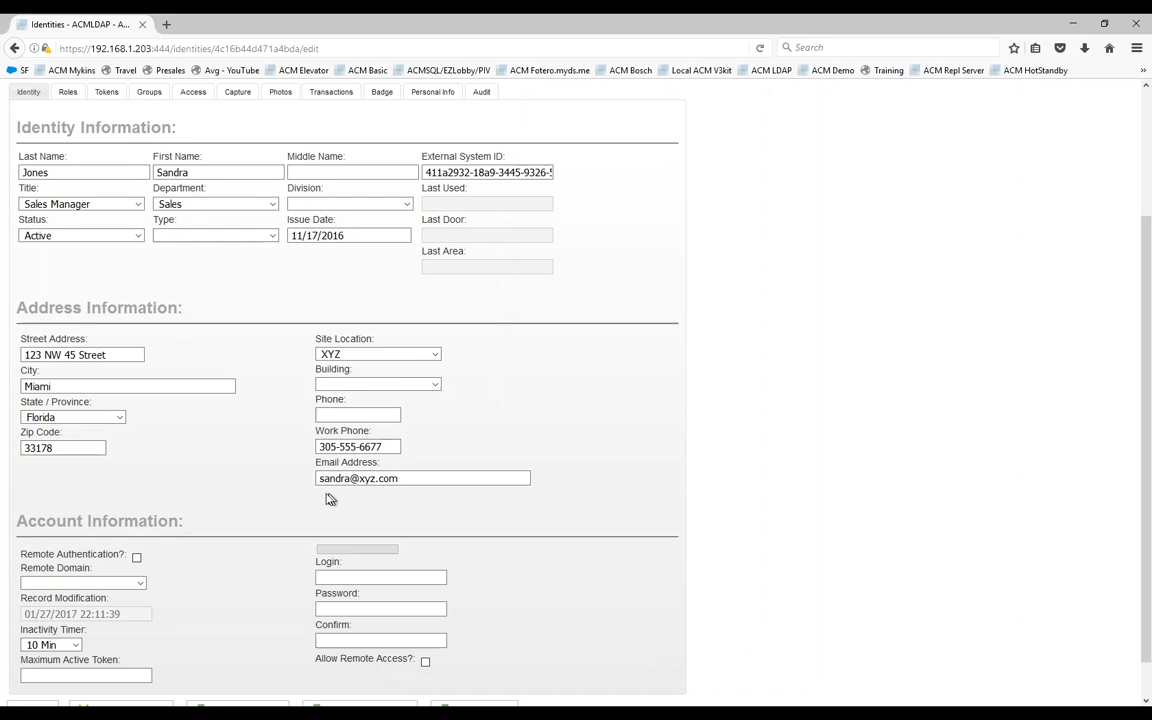 Identities - ACMLDAP - A...
https://192.168.1.203:444/identities/4c16b44d471a4bda/edit
Search
SF ACM Mykins Travel Presales Avg - YouTube ACM Elevator ACM Basic ACMSQL/EZLobby/PIV ACM Fotero.myds.me ACM Bosch Local ACM V3kit ACM LDAP ACM Demo Training ACM Repl Server ACM HotStandby
Identity Roles Tokens Groups Access Capture Photos Transactions Badge Personal Info Audit
Identity Information:
Last Name: First Name: Middle Name: External System ID:
Jones Sandra 411a2932-18a9-3445-9326-5
Title: Department: Division: Last Used:
Sales Manager Sales
Status: Type: Issue Date: Last Door:
Active 11/17/2016
Last Area:
Address Information:
Street Address: Site Location:
123 NW 45 Street XYZ
City: Building:
Miami
State / Province: Phone:
Florida
Zip Code: Work Phone:
33178 305-555-6677
Email Address:
sandra@xyz.com
Account Information:
Remote Authentication?:
Remote Domain: Login:
Record Modification: Password:
01/27/2017 22:11:39
Inactivity Timer: Confirm:
10 Min
Maximum Active Token: Allow Remote Access?: